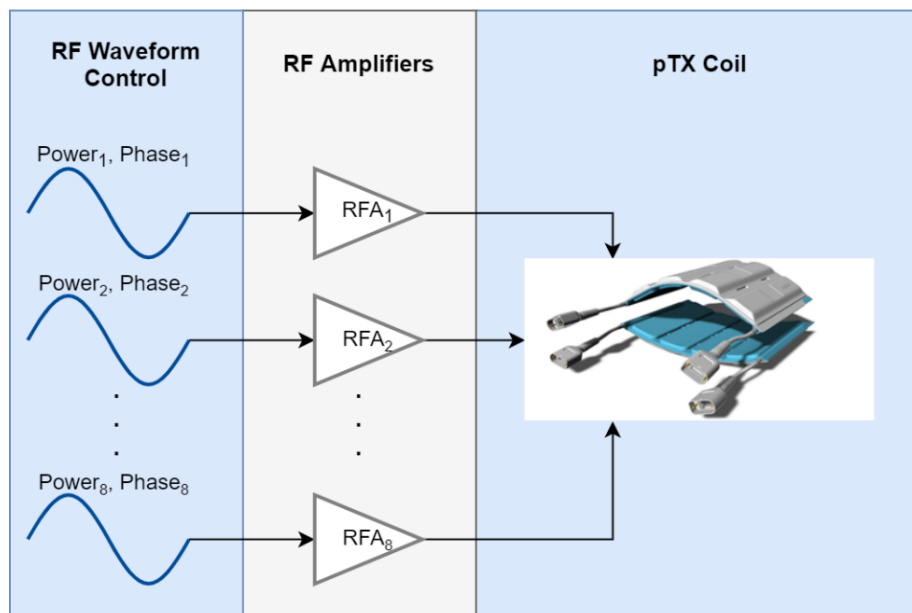 RF Waveform
Control
RF Amplifiers
pTX Coil
Power₁, Phase₁
RFA₁
Power₂, Phase₂
RFA₂
.
.
.
.
.
.
Power₈, Phase₈
RFA₈